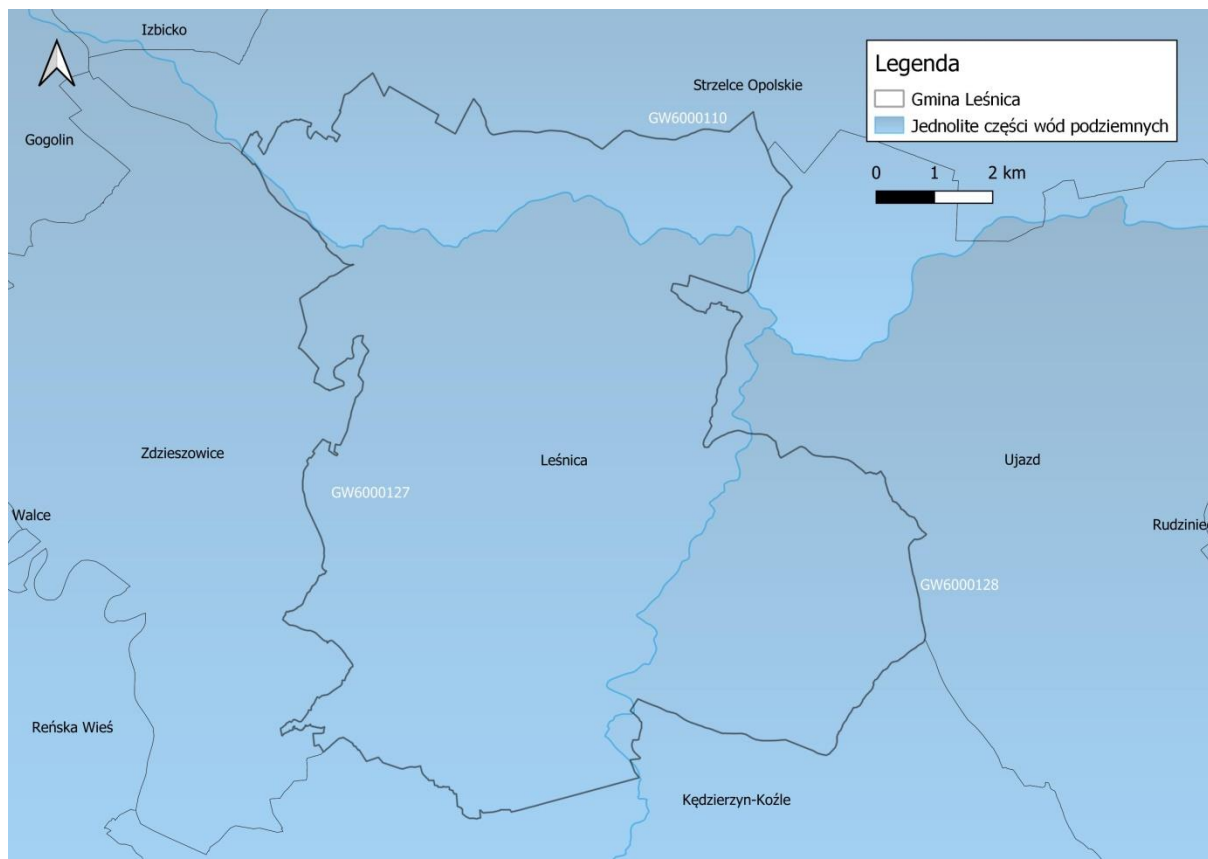 Izbicko
Strzelce Opolskie
GW6000110
Gogolin
Legenda
Gmina Leśnica
Jednolite części wód podziemnych
0 1 2 km
Zdzieszowice
Leśnica
Ujazd
GW6000127
Walce
Rudzinie
GW6000128
Reńska Wieś
Kędzierzyn-Koźle